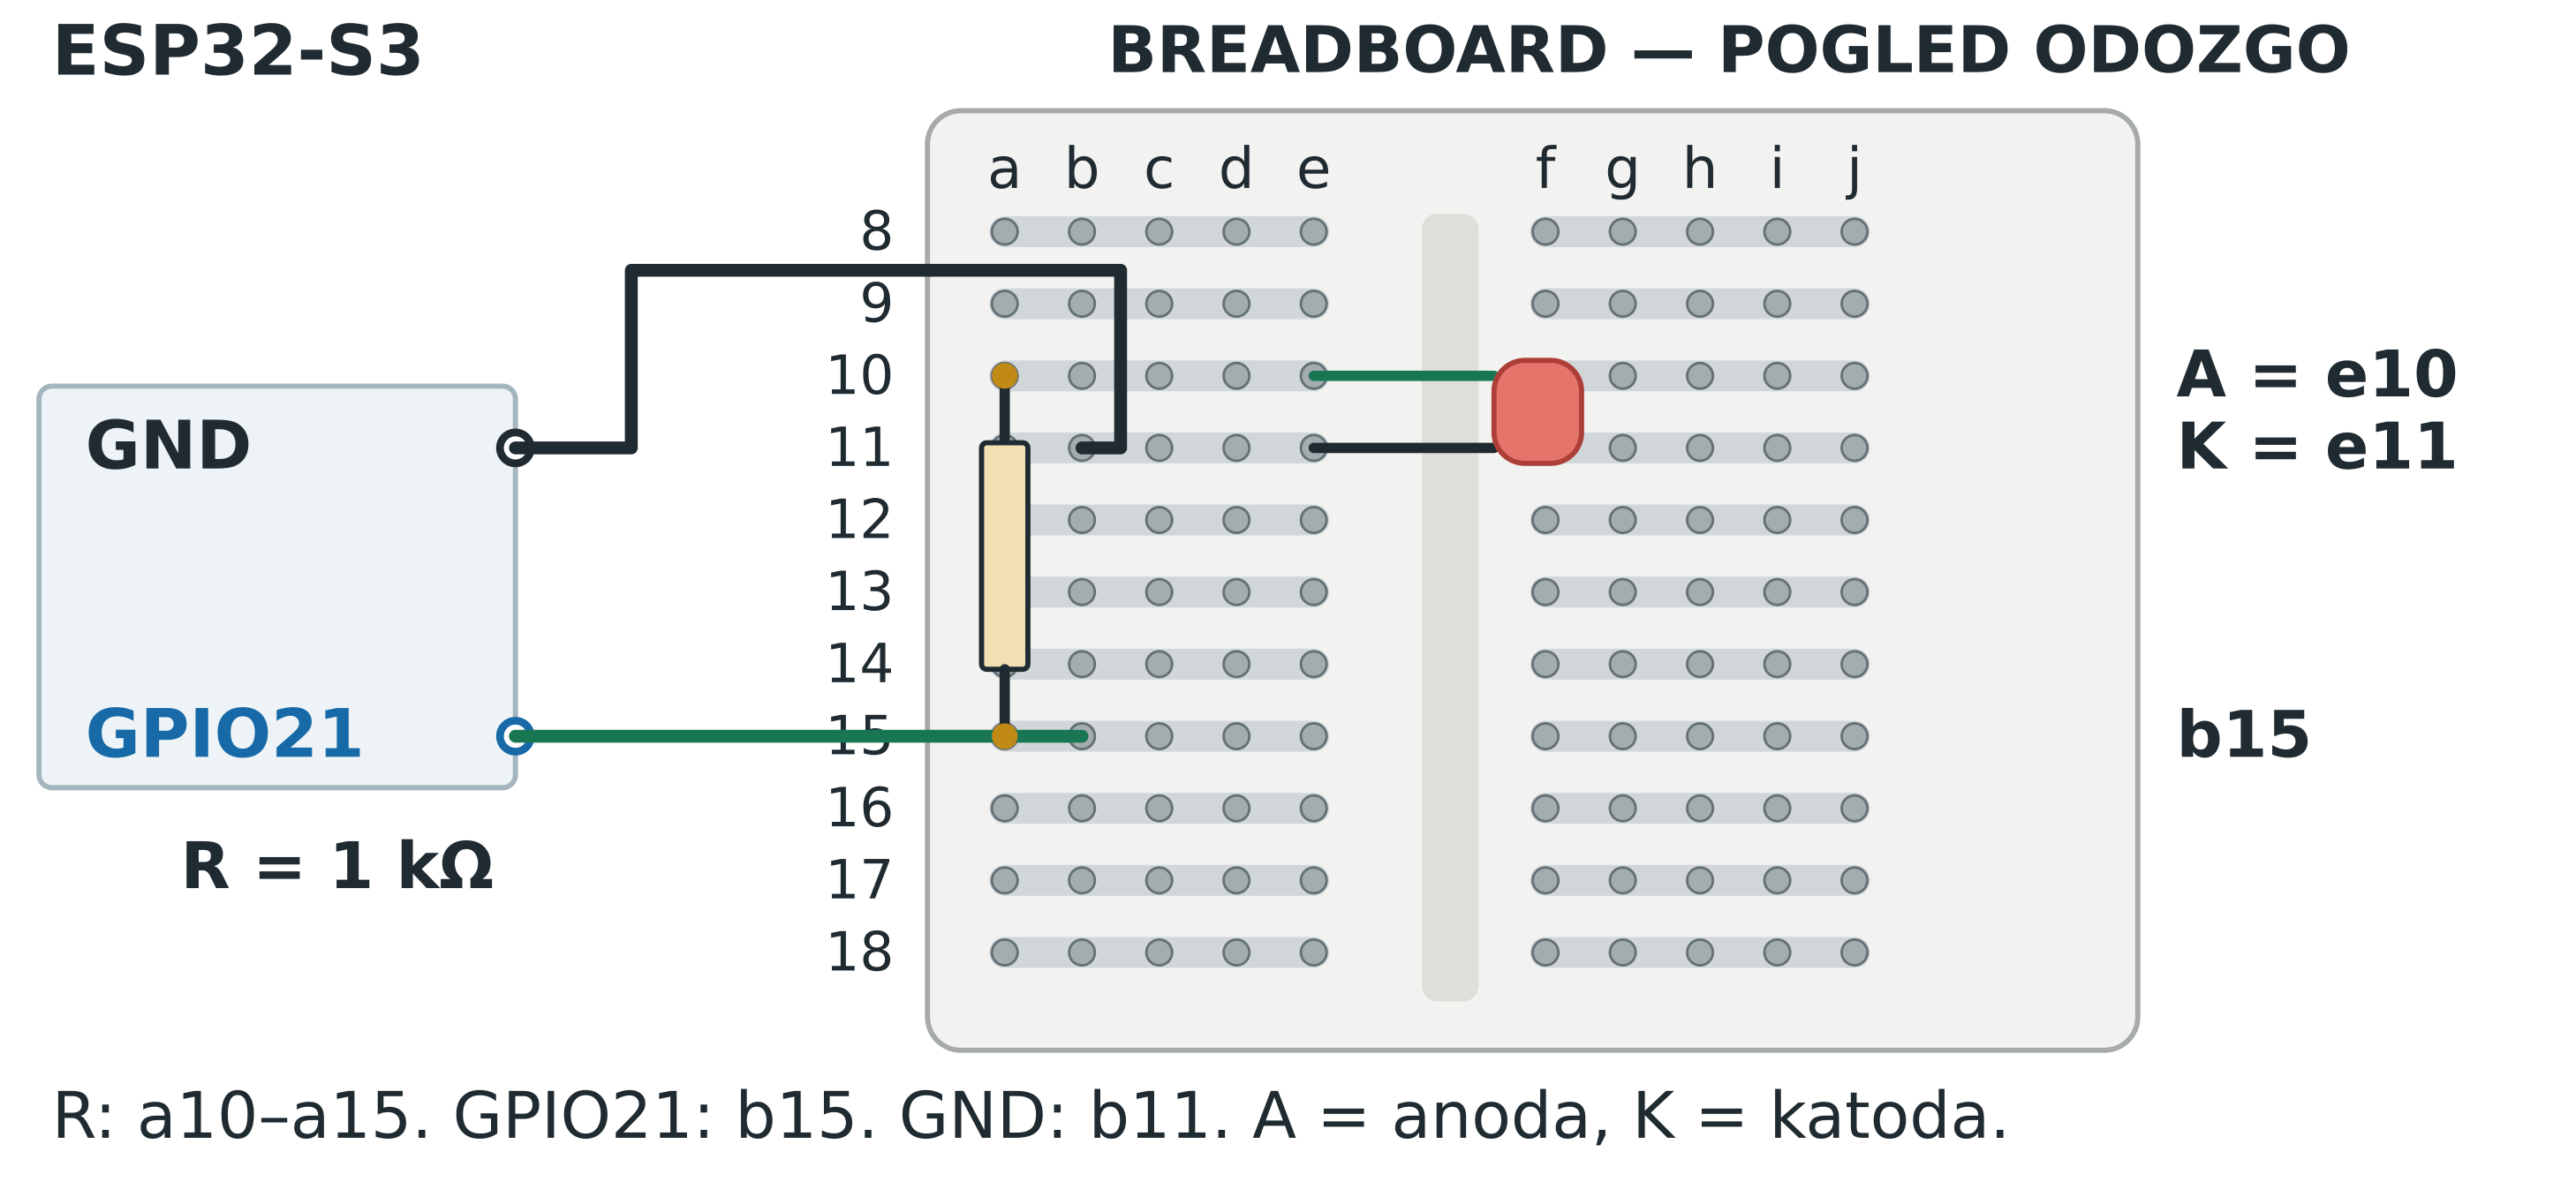 ESP32-S3
BREADBOARD — POGLED ODOZGO
a b c d e f g h i j
8
9
10
A = e10
GND
11
K = e11
12
13
14
GPIO21
15
b15
16
R = 1 kΩ
17
18
R: a10–a15. GPIO21: b15. GND: b11. A = anoda, K = katoda.